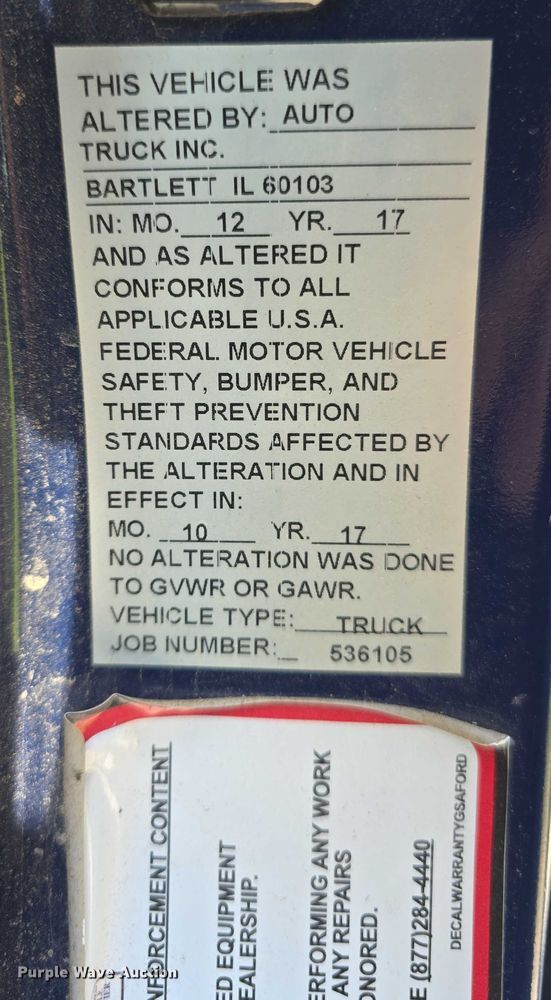 THIS VEHICLE WAS
ALTERED BY: AUTO
TRUCK INC.
BARTLETT IL 60103
IN: MO. 12 YR. 17
AND AS ALTERED IT
CONFORMS TO ALL
APPLICABLE U.S.A.
FEDERAL MOTOR VEHICLE
SAFETY, BUMPER, AND
THEFT PREVENTION
STANDARDS AFFECTED BY
THE ALTERATION AND IN
EFFECT IN:
MO. 10 YR. 17
NO ALTERATION WAS DONE
TO GVWR OR GAWR.
VEHICLE TYPE: TRUCK
JOB NUMBER: 536105
NFORCEMENT CONTENT
ED EQUIPMENT
EALERSHIP.
ERFORMING ANY WORK
ANY REPAIRS
ONORED.
E (877)284-4440
DECALWARRANTYGSAFORD
Purple Wave Auction